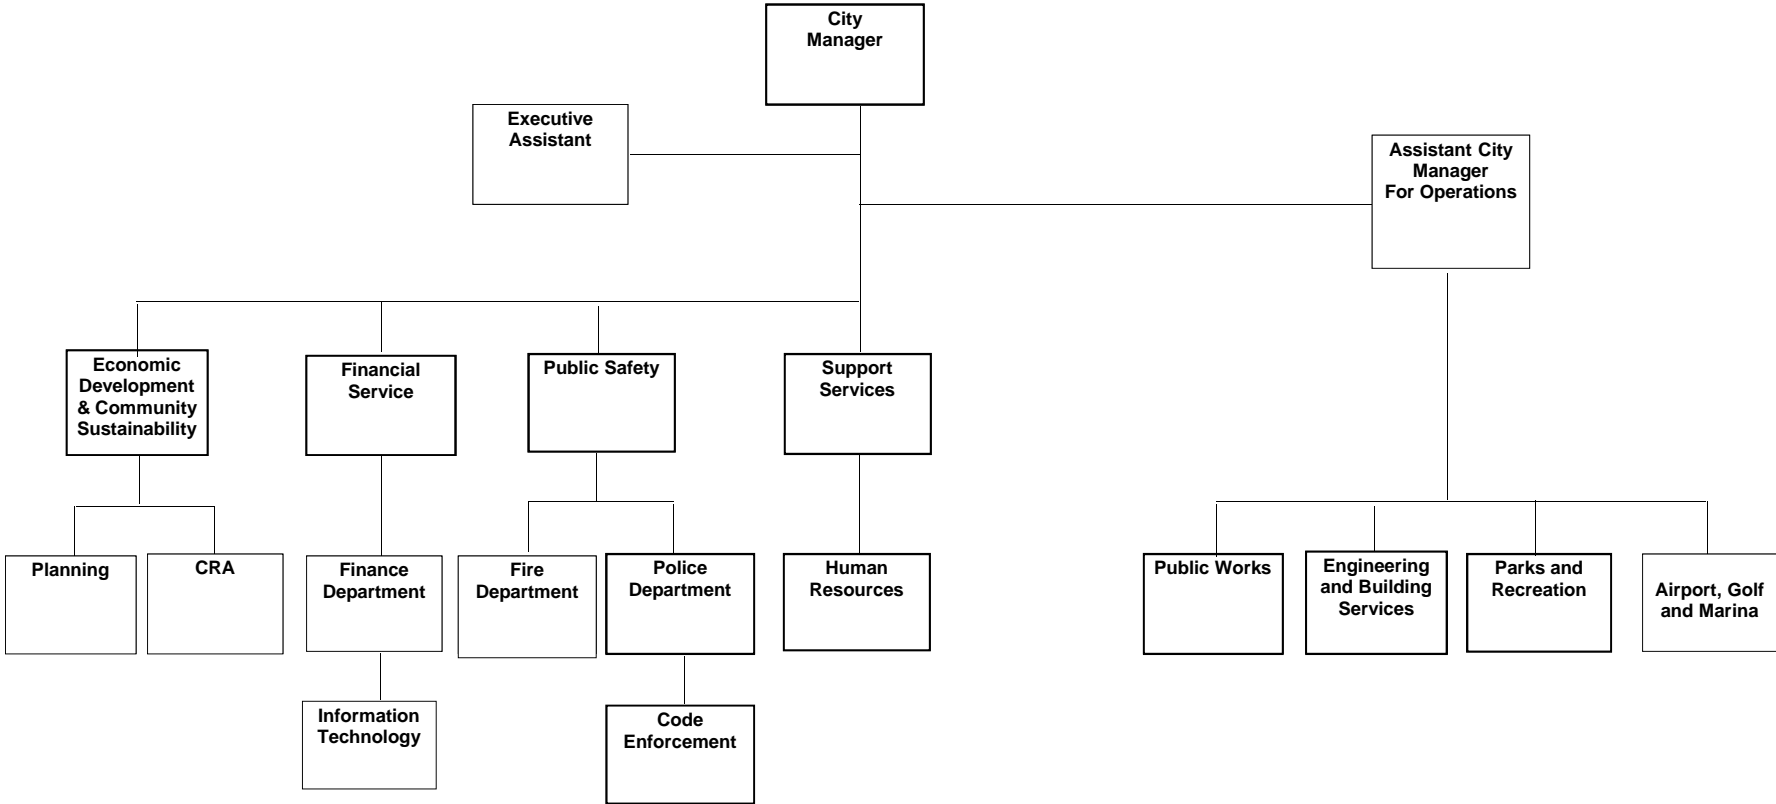 City
Manager
Executive
Assistant
Assistant City
Manager
For Operations
Economic
Development
& Community
Sustainability
Financial
Service
Public Safety
Support
Services
Planning
CRA
Finance
Department
Fire
Department
Police
Department
Human
Resources
Public Works
Engineering
and Building
Services
Parks and
Recreation
Airport, Golf
and Marina
Information
Technology
Code
Enforcement